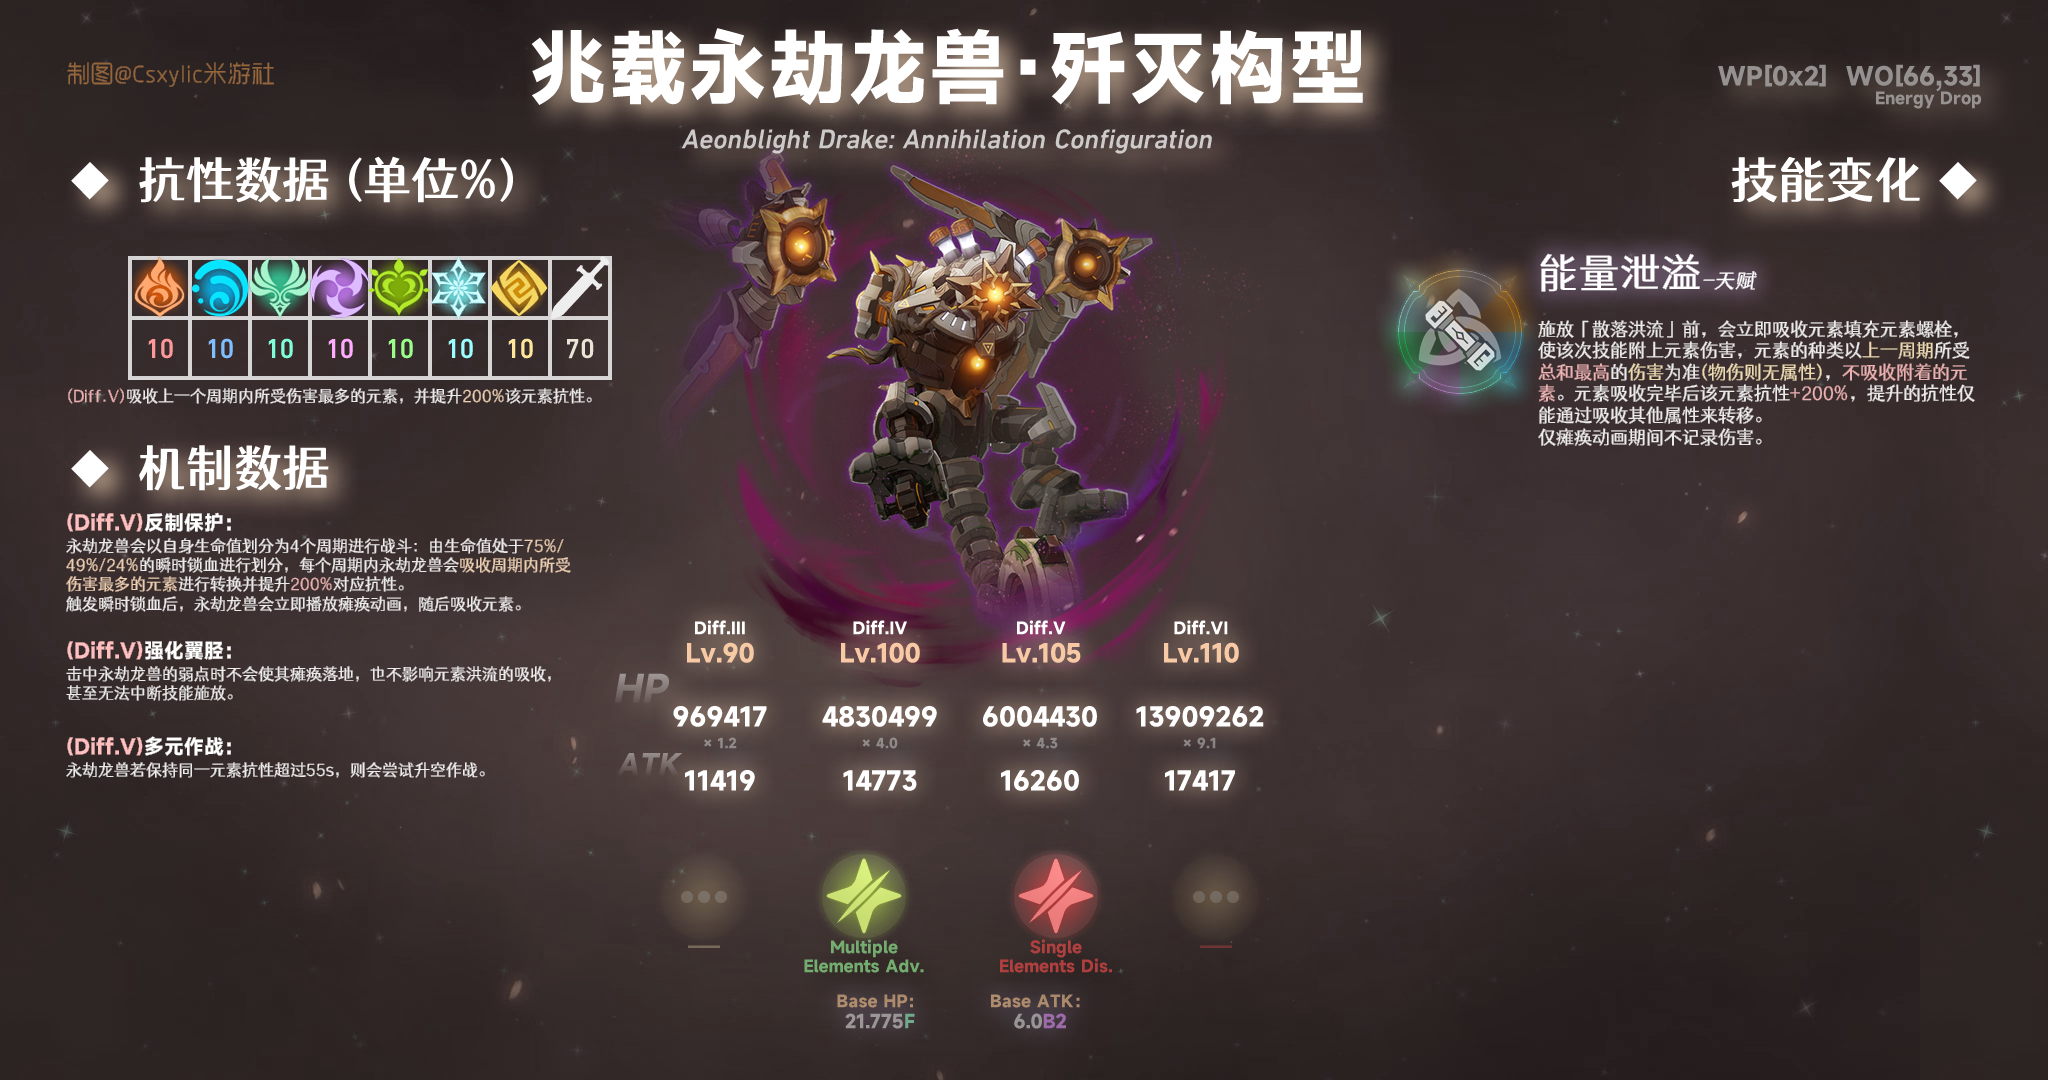 制图@Csxylic米游社
兆载永劫龙兽·歼灭构型
Aeonblight Drake: Annihilation Configuration
WP[0x2] WO[66,33]
Energy Drop
抗性数据 (单位%)
10 10 10 10 10 10 10 70
(Diff.V)吸收上一个周期内所受伤害最多的元素，并提升200%该元素抗性。
机制数据
(Diff.V)反制保护：
永劫龙兽会以自身生命值划分为4个周期进行战斗：由生命值处于75%/
49%/24%的瞬时锁血进行划分，每个周期内永劫龙兽会吸收周期内所受
伤害最多的元素进行转换并提升200%对应抗性。
触发瞬时锁血后，永劫龙兽会立即播放瘫痪动画，随后吸收元素。
(Diff.V)强化翼胫：
击中永劫龙兽的弱点时不会使其瘫痪落地，也不影响元素洪流的吸收，
甚至无法中断技能施放。
(Diff.V)多元作战：
永劫龙兽若保持同一元素抗性超过55s，则会尝试升空作战。
技能变化
能量泄溢–天赋
施放「散落洪流」前，会立即吸收元素填充元素螺栓，
使该次技能附上元素伤害，元素的种类以上一周期所受
总和最高的伤害为准(物伤则无属性)，不吸收附着的元
素。元素吸收完毕后该元素抗性+200%，提升的抗性仅
能通过吸收其他属性来转移。
仅瘫痪动画期间不记录伤害。
Diff.III Diff.IV Diff.V Diff.VI
Lv.90 Lv.100 Lv.105 Lv.110
HP
969417 4830499 6004430 13909262
× 1.2 × 4.0 × 4.3 × 9.1
ATK
11419 14773 16260 17417
Multiple
Elements Adv.
Single
Elements Dis.
Base HP:
21.775F
Base ATK:
6.0B2